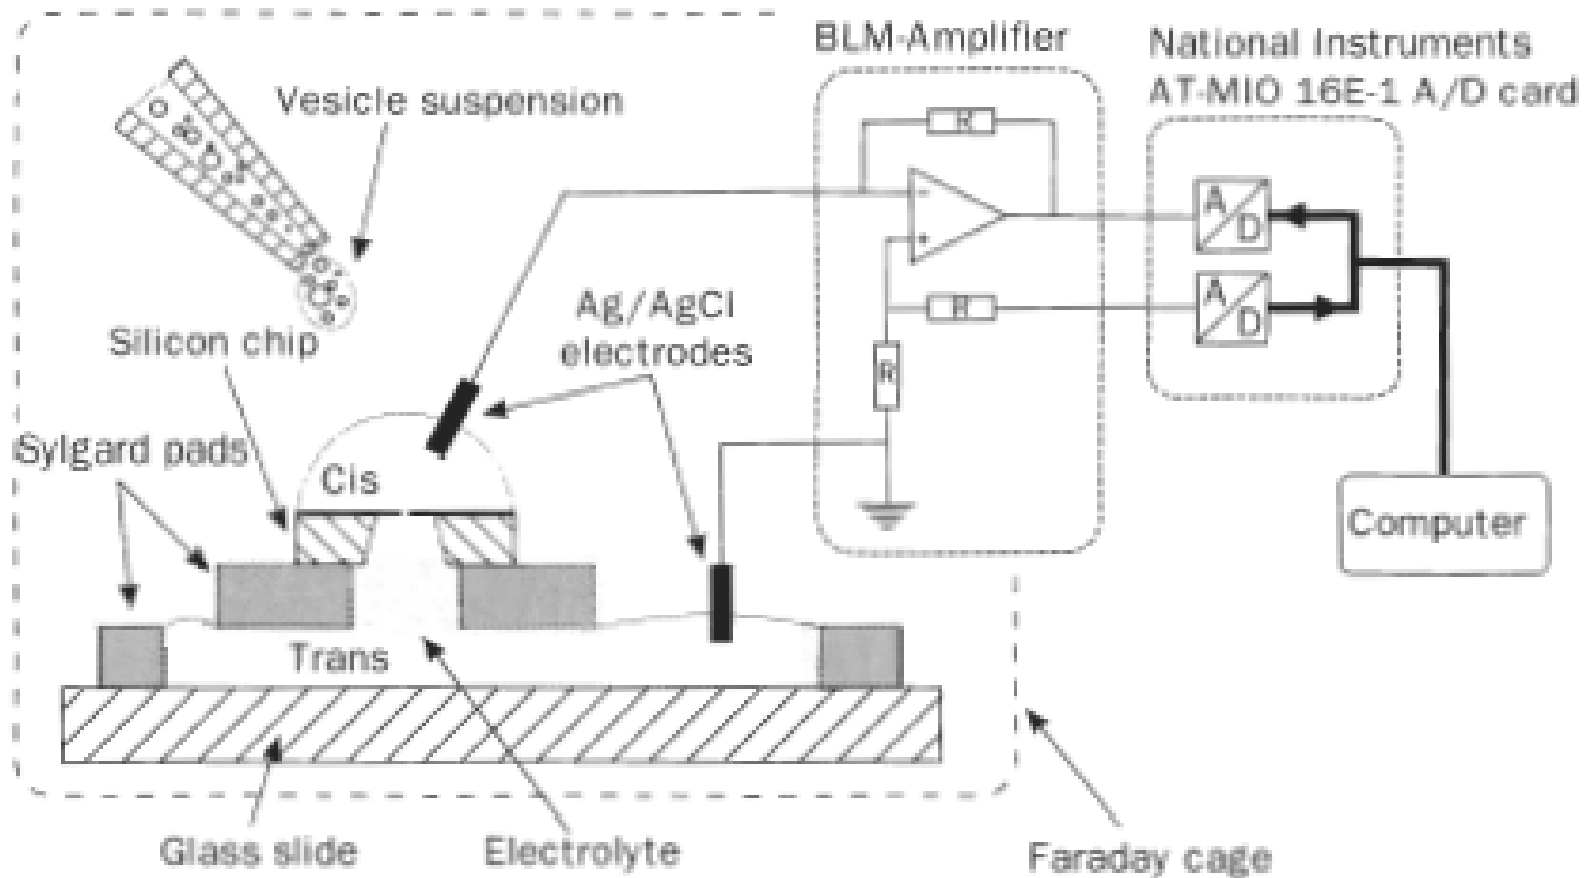 BLM-Amplifier
National Instruments
AT-MIO 16E-1 A/D card
Vesicle suspension
R
A
D
Ag/AgCl
electrodes
R
A
D
Silicon chip
R
Sylgard pads
Cis
Computer
Trans
Glass slide
Electrolyte
Faraday cage